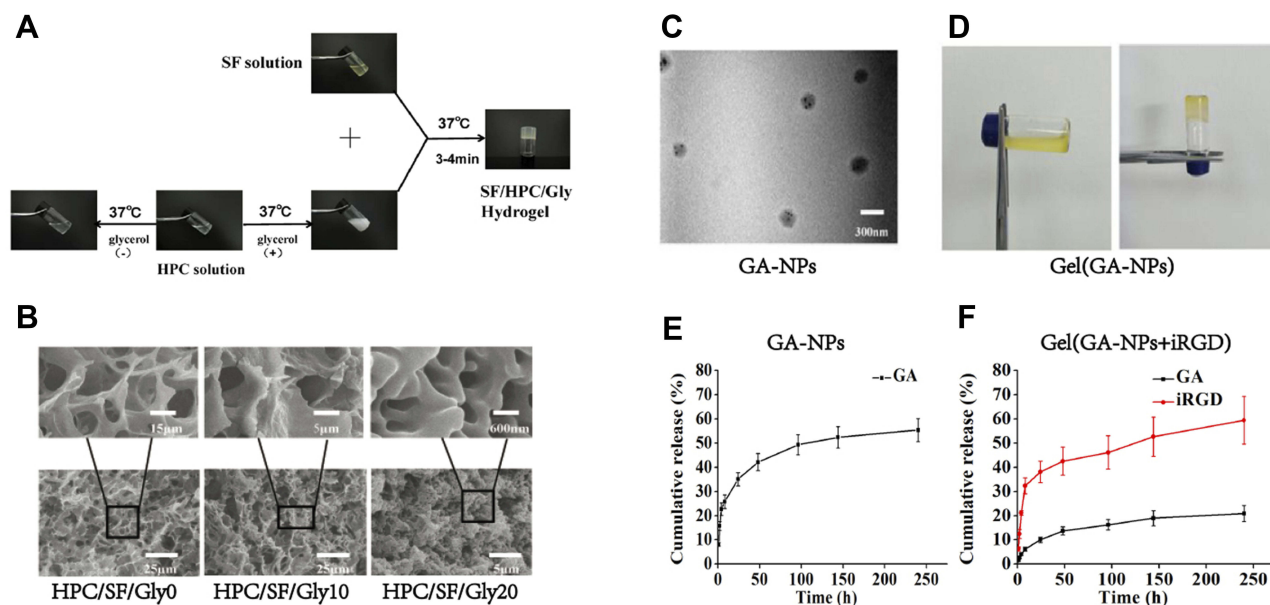 A
SF solution
37°C
3-4min
SF/HPC/Gly
Hydrogel
37°C
glycerol
(-)
37°C
glycerol
(+)
HPC solution
B
15μm
5μm
600nm
25μm
25μm
5μm
HPC/SF/Gly0
HPC/SF/Gly10
HPC/SF/Gly20
C
300nm
GA-NPs
D
Gel(GA-NPs)
E
GA-NPs
GA
Cumulative release (%)
80
70
60
50
40
30
20
10
0
0
50
100
150
200
250
Time (h)
F
Gel(GA-NPs+iRGD)
GA
iRGD
Cumulative release (%)
80
70
60
50
40
30
20
10
0
0
50
100
150
200
250
Time (h)